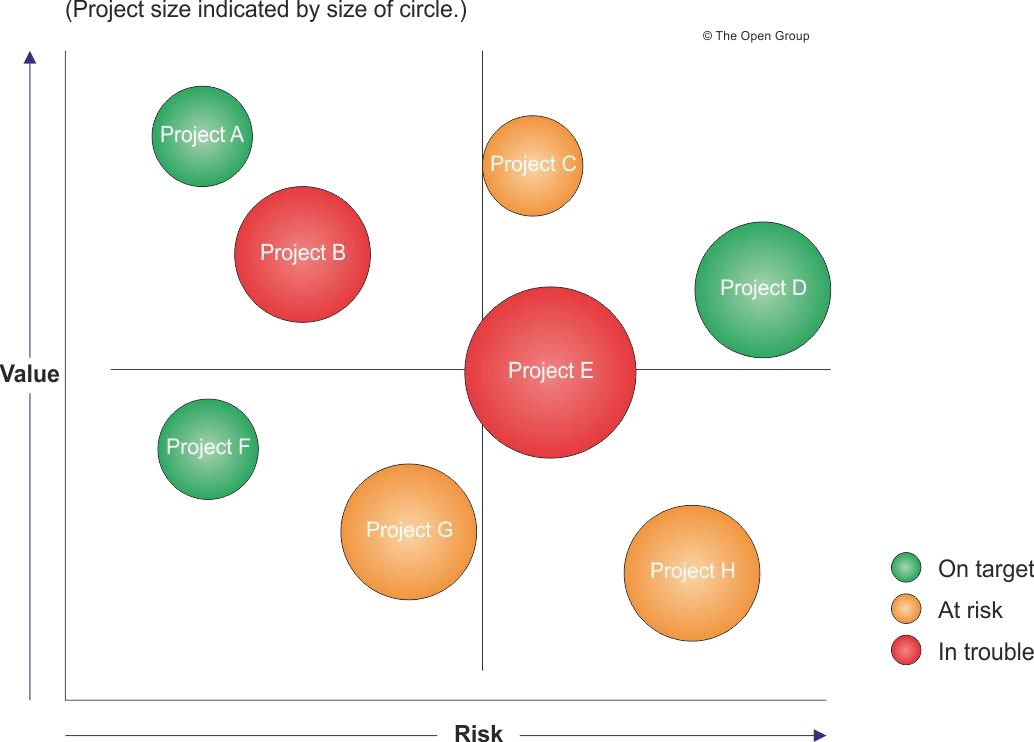 (Project size indicated by size of circle.)
© The Open Group
Project A
Project C
Project B
Project D
Project E
Value
Project F
Project G
Project H
On target
At risk
In trouble
Risk